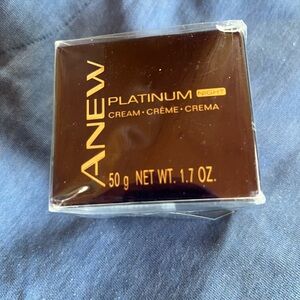 ANEW
PLATINUM NIGHT
CREAM • CRÈME • CREMA
50 g NET WT. 1.7 OZ.